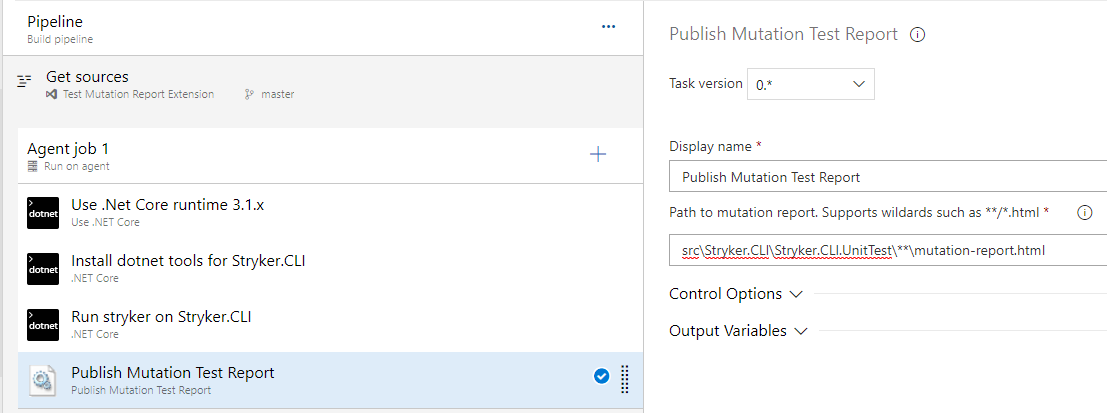 Pipeline
Build pipeline
Get sources
Test Mutation Report Extension master
Agent job 1
Run on agent
>
dotnet
Use .Net Core runtime 3.1.x
Use .NET Core
>
dotnet
Install dotnet tools for Stryker.CLI
.NET Core
>
dotnet
Run stryker on Stryker.CLI
.NET Core
Publish Mutation Test Report
Publish Mutation Test Report
Publish Mutation Test Report
Task version 0.*
Display name *
Publish Mutation Test Report
Path to mutation report. Supports wildards such as **/*.html *
src\Stryker.CLI\Stryker.CLI.UnitTest\**\mutation-report.html
Control Options
Output Variables